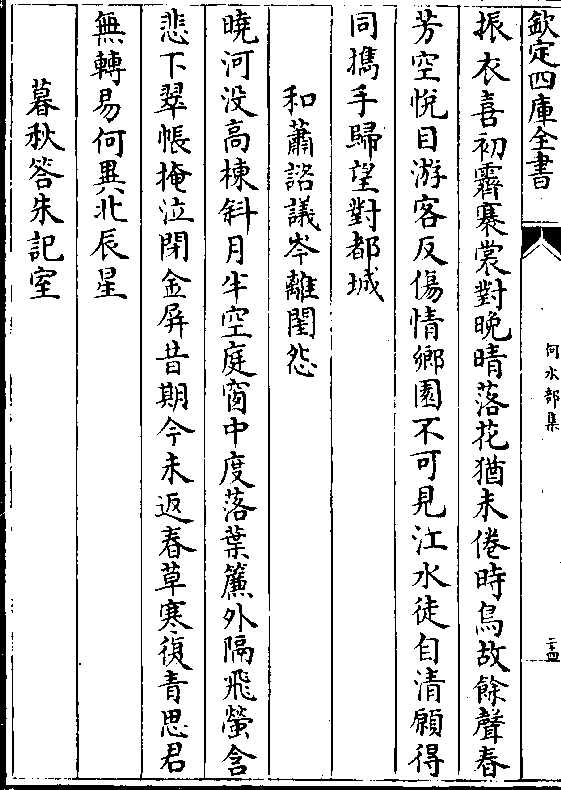 欽定四庫全書
何水部集
二十四
振衣喜初霽褰裳對晚晴落花猶未倦時鳥故餘聲春
芳空悅目游客反傷情鄉園不可見江水徒自清願得
同攜手歸望對都城
和蕭諮議岑離閨怨
曉河没高棟斜月半空庭窗中度落葉簾外隔飛螢含
悲下翠帳掩泣閉金屏昔期今未返春草寒復青思君
無轉易何異北辰星
暮秋答朱記室